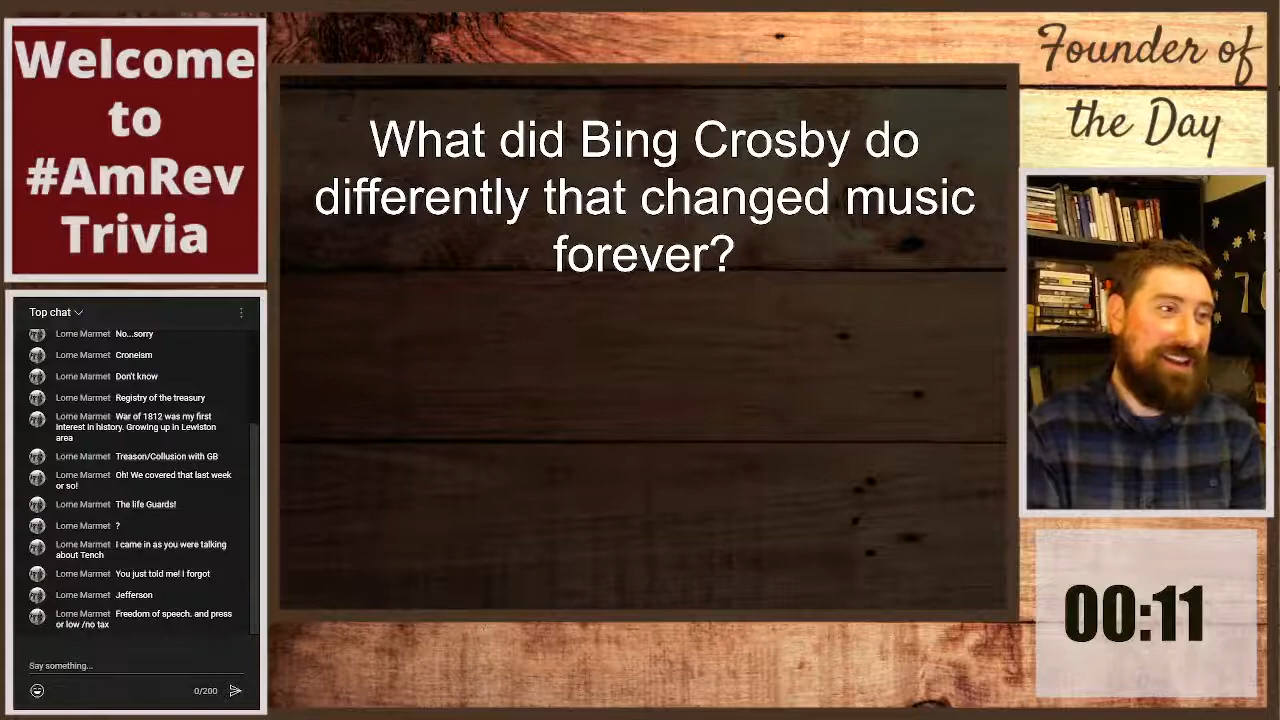 Welcome
to
#AmRev
Trivia
Founder of
the Day
What did Bing Crosby do
differently that changed music
forever?
Top chat
Lorne Marmet No...sorry
Lorne Marmet Croneism
Lorne Marmet Don't know
Lorne Marmet Registry of the treasury
Lorne Marmet War of 1812 was my first
interest in history. Growing up in Lewiston
area
Lorne Marmet Treason/Collusion with GB
Lorne Marmet Oh! We covered that last week
or so!
Lorne Marmet The life Guards!
Lorne Marmet ?
Lorne Marmet I came in as you were talking
about Tench
Lorne Marmet You just told me! I forgot
Lorne Marmet Jefferson
Lorne Marmet Freedom of speech. and press
or low /no tax
Say something...
0/200
00:11